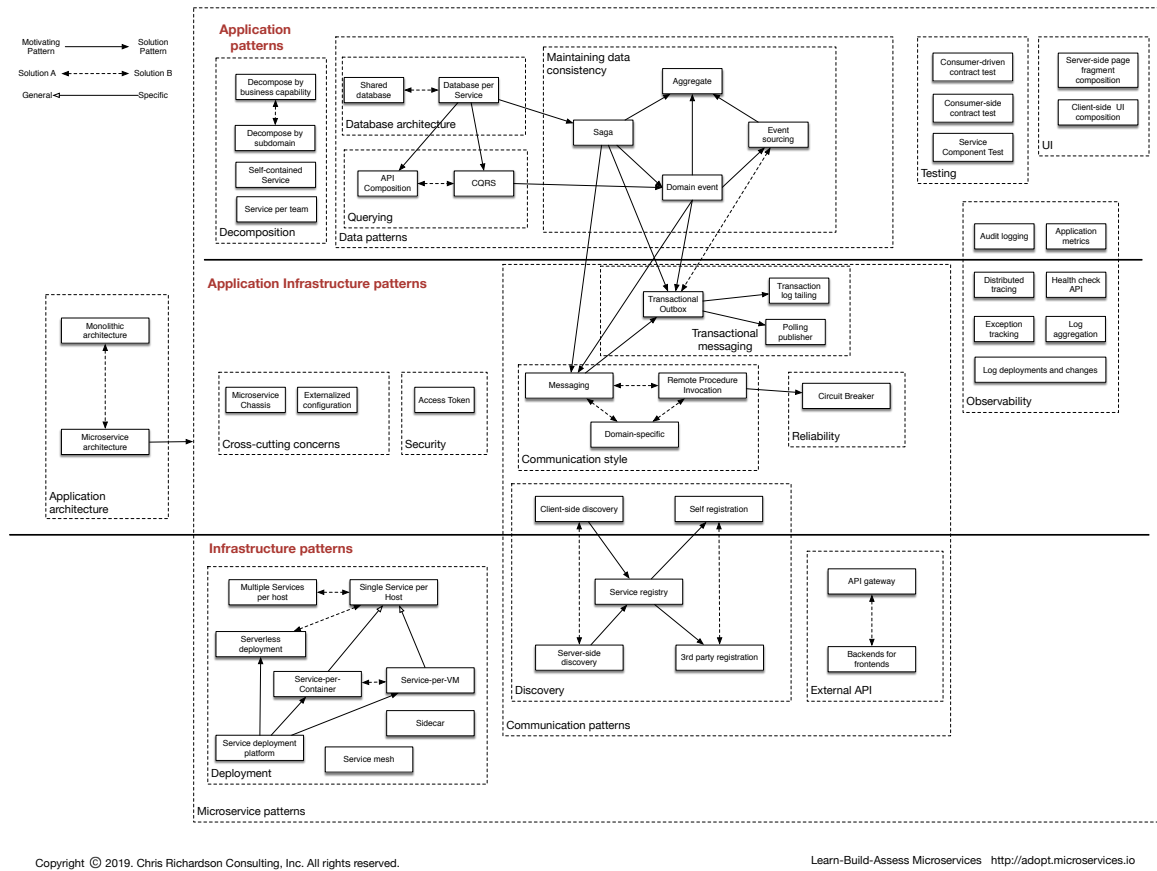 Motivating
Pattern
Solution
Pattern
Solution A
Solution B
General
Specific
Application
patterns
Decompose by
business capability
Decompose by
subdomain
Self-contained
Service
Service per team
Decomposition
Shared
database
Database per
Service
Database architecture
API
Composition
CQRS
Querying
Data patterns
Maintaining data
consistency
Aggregate
Saga
Event
sourcing
Domain event
Consumer-driven
contract test
Consumer-side
contract test
Service
Component Test
Testing
Server-side page
fragment
composition
Client-side UI
composition
UI
Audit logging
Application
metrics
Distributed
tracing
Health check
API
Exception
tracking
Log
aggregation
Log deployments and changes
Observability
Application Infrastructure patterns
Monolithic
architecture
Microservice
architecture
Application
architecture
Microservice
Chassis
Externalized
configuration
Cross-cutting concerns
Access Token
Security
Transactional
Outbox
Transaction
log tailing
Polling
publisher
Transactional
messaging
Messaging
Remote Procedure
Invocation
Domain-specific
Communication style
Circuit Breaker
Reliability
Client-side discovery
Self registration
Service registry
Server-side
discovery
3rd party registration
Discovery
Communication patterns
Infrastructure patterns
Multiple Services
per host
Single Service per
Host
Serverless
deployment
Service-per-
Container
Service-per-VM
Sidecar
Service deployment
platform
Service mesh
Deployment
API gateway
Backends for
frontends
External API
Microservice patterns
Copyright © 2019. Chris Richardson Consulting, Inc. All rights reserved.
Learn-Build-Assess Microservices http://adopt.microservices.io